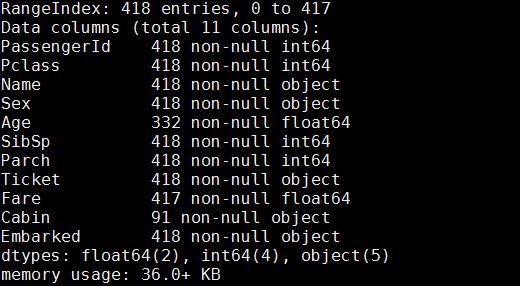 RangeIndex: 418 entries, 0 to 417
Data columns (total 11 columns):
PassengerId    418 non-null int64
Pclass         418 non-null int64
Name           418 non-null object
Sex            418 non-null object
Age            332 non-null float64
SibSp          418 non-null int64
Parch          418 non-null int64
Ticket         418 non-null object
Fare           417 non-null float64
Cabin          91 non-null object
Embarked       418 non-null object
dtypes: float64(2), int64(4), object(5)
memory usage: 36.0+ KB